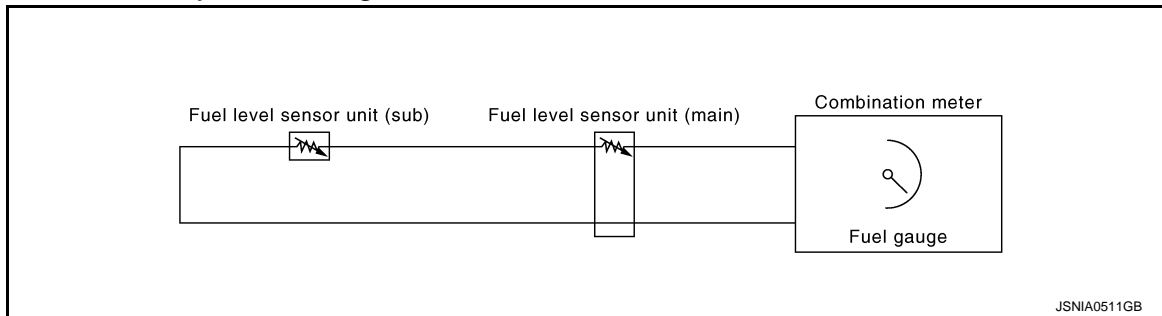 Fuel level sensor unit (sub)
Fuel level sensor unit (main)
Combination meter
Fuel gauge
JSNIA0511GB